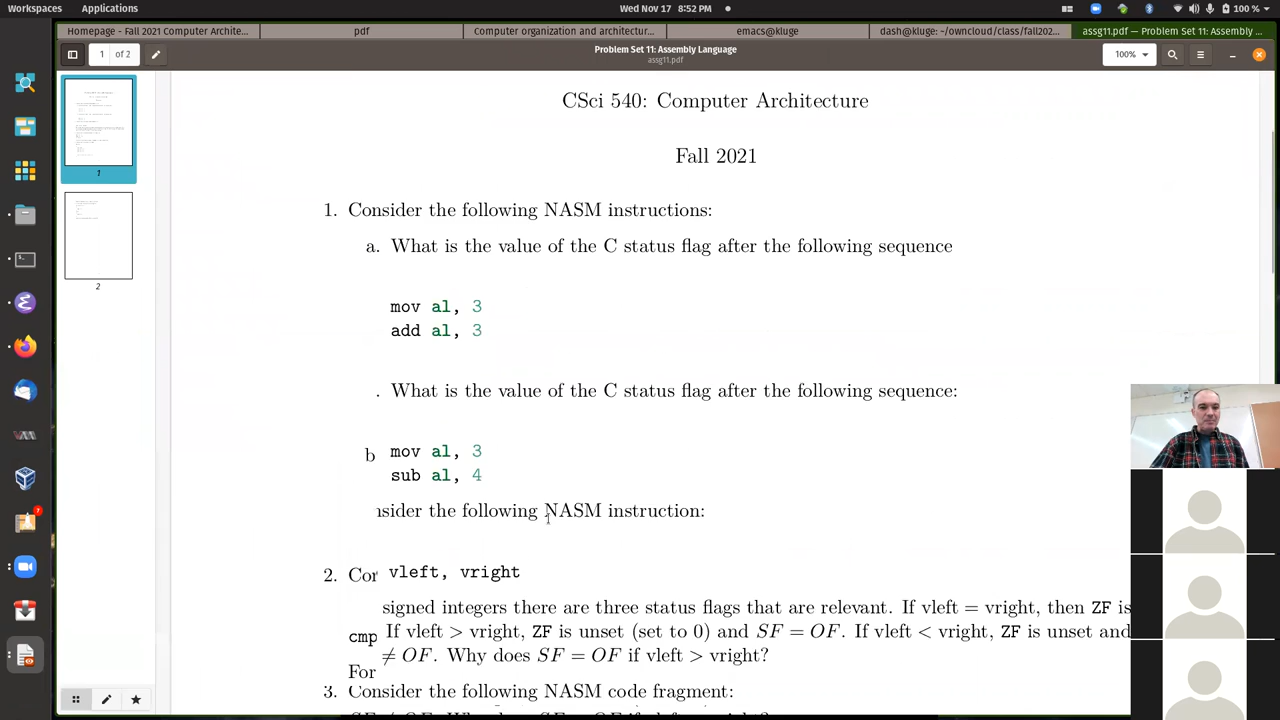 Workspaces Applications Wed Nov 17 8:52 PM 100 %
Homepage - Fall 2021 Computer Archite... pdf computer organization and architectur... emacs@kluge dash@kluge: ~/owncloud/class/fall202... assg11.pdf — Problem Set 11: Assembly ...
1 of 2 Problem Set 11: Assembly Language 100%
assg11.pdf
CSci 540: Computer Architecture
Fall 2021
1
2
1. Consider the following NASM instructions:
a. What is the value of the C status flag after the following sequence
mov al, 3
add al, 3
. What is the value of the C status flag after the following sequence:
b mov al, 3
sub al, 4
nsider the following NASM instruction:
2. Cor vleft, vright
signed integers there are three status flags that are relevant. If vleft = vright, then ZF is
cmp If vleft > vright, ZF is unset (set to 0) and SF = OF. If vleft < vright, ZF is unset and
≠ OF. Why does SF = OF if vleft > vright?
For
3. Consider the following NASM code fragment: